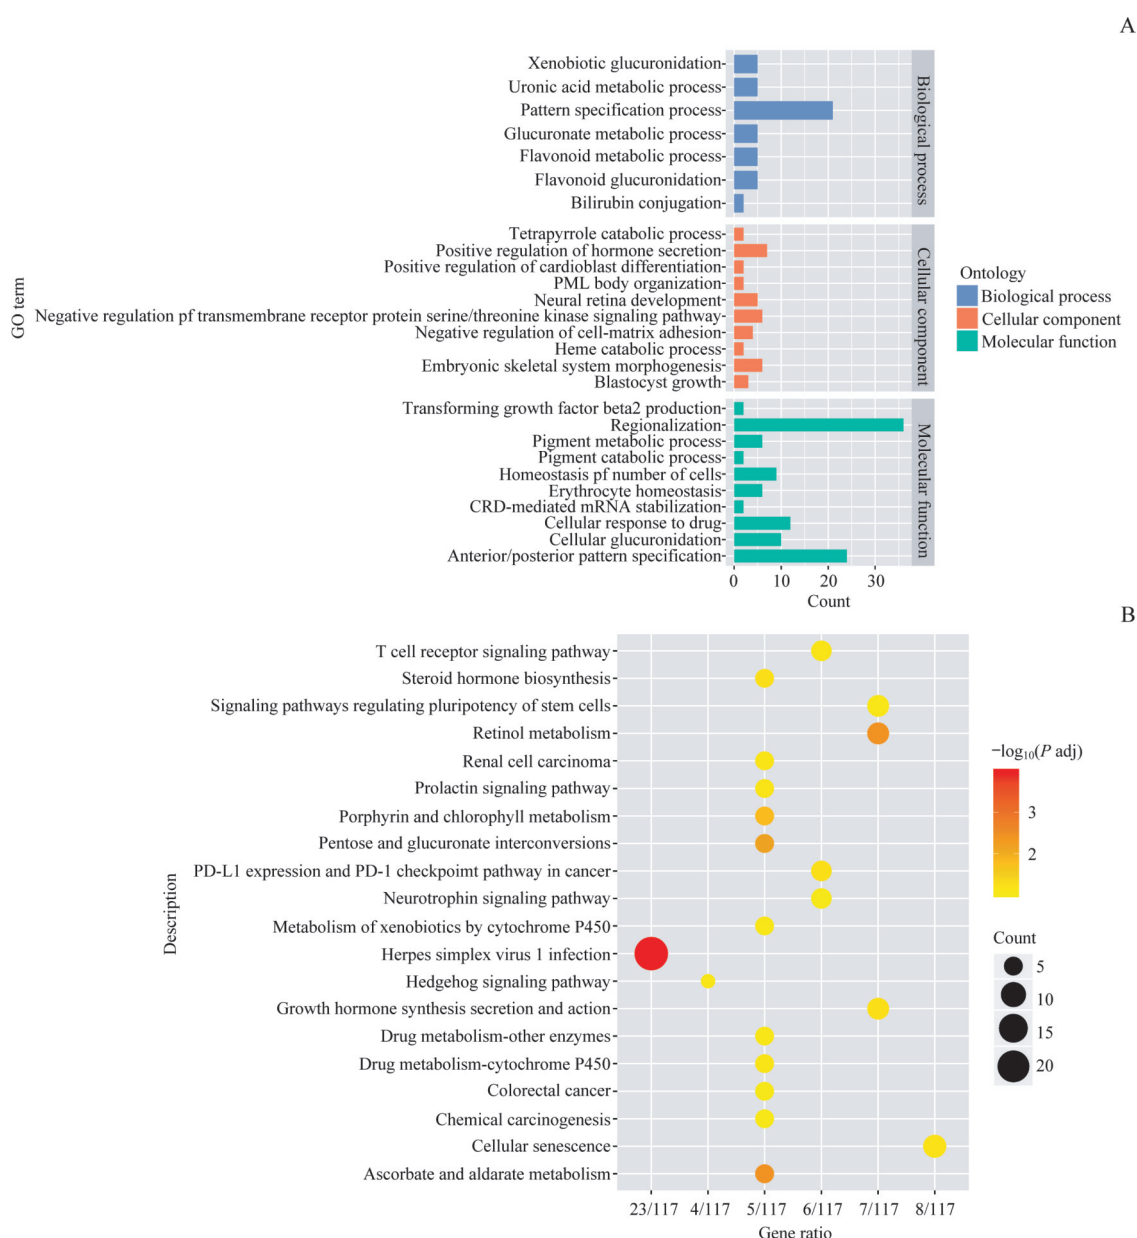 A
Xenobiotic glucuronidation
Uronic acid metabolic process
Pattern specification process
Glucuronate metabolic process
Flavonoid metabolic process
Flavonoid glucuronidation
Bilirubin conjugation
Biological process
Tetrapyrrole catabolic process
Positive regulation of hormone secretion
Positive regulation of cardioblast differentiation
PML body organization
Neural retina development
Negative regulation pf transmembrane receptor protein serine/threonine kinase signaling pathway
Negative regulation of cell-matrix adhesion
Heme catabolic process
Embryonic skeletal system morphogenesis
Blastocyst growth
Cellular component
Transforming growth factor beta2 production
Regionalization
Pigment metabolic process
Pigment catabolic process
Homeostasis pf number of cells
Erythrocyte homeostasis
CRD-mediated mRNA stabilization
Cellular response to drug
Cellular glucuronidation
Anterior/posterior pattern specification
Molecular function
GO term
0 10 20 30
Count
Ontology
Biological process
Cellular component
Molecular function
B
T cell receptor signaling pathway
Steroid hormone biosynthesis
Signaling pathways regulating pluripotency of stem cells
Retinol metabolism
Renal cell carcinoma
Prolactin signaling pathway
Porphyrin and chlorophyll metabolism
Pentose and glucuronate interconversions
PD-L1 expression and PD-1 checkpoimt pathway in cancer
Neurotrophin signaling pathway
Metabolism of xenobiotics by cytochrome P450
Herpes simplex virus 1 infection
Hedgehog signaling pathway
Growth hormone synthesis secretion and action
Drug metabolism-other enzymes
Drug metabolism-cytochrome P450
Colorectal cancer
Chemical carcinogenesis
Cellular senescence
Ascorbate and aldarate metabolism
Description
23/117 4/117 5/117 6/117 7/117 8/117
Gene ratio
−log₁₀(P adj)
3
2
Count
5
10
15
20